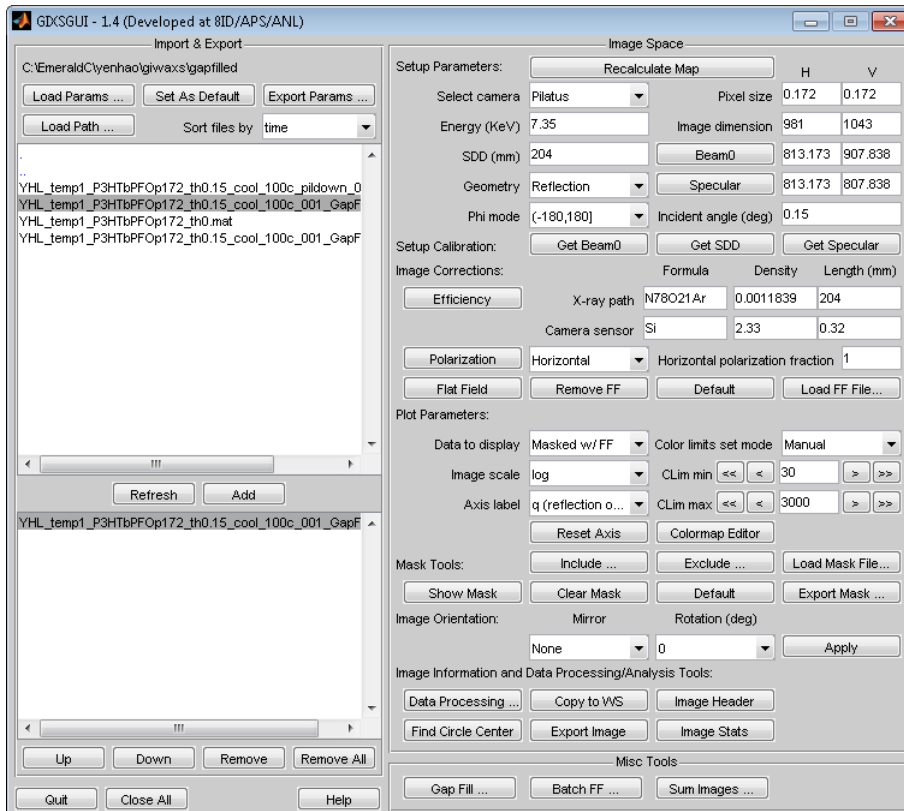 GIXSGUI - 1.4 (Developed at 8ID/APS/ANL)
Import & Export
C:\EmeraldC\yenhao\giwaxs\gapfilled
Load Params ... Set As Default Export Params ...
Load Path ... Sort files by time
.
..
YHL_temp1_P3HTbPFOp172_th0.15_cool_100c_pildown_0
YHL_temp1_P3HTbPFOp172_th0.15_cool_100c_001_GapF
YHL_temp1_P3HTbPFOp172_th0.mat
YHL_temp1_P3HTbPFOp172_th0.15_cool_100c_001_GapF
Refresh Add
YHL_temp1_P3HTbPFOp172_th0.15_cool_100c_001_GapF
Up Down Remove Remove All
Quit Close All Help
Image Space
Setup Parameters: Recalculate Map H V
Select camera Pilatus Pixel size 0.172 0.172
Energy (KeV) 7.35 Image dimension 981 1043
SDD (mm) 204 Beam0 813.173 907.838
Geometry Reflection Specular 813.173 807.838
Phi mode (-180,180] Incident angle (deg) 0.15
Setup Calibration: Get Beam0 Get SDD Get Specular
Image Corrections: Formula Density Length (mm)
Efficiency X-ray path N78O21Ar 0.0011839 204
Camera sensor Si 2.33 0.32
Polarization Horizontal Horizontal polarization fraction 1
Flat Field Remove FF Default Load FF File...
Plot Parameters:
Data to display Masked w/ FF Color limits set mode Manual
Image scale log CLim min << < 30 > >>
Axis label q (reflection o... CLim max << < 3000 > >>
Reset Axis Colormap Editor
Mask Tools: Include ... Exclude ... Load Mask File...
Show Mask Clear Mask Default Export Mask ...
Image Orientation: Mirror Rotation (deg)
None 0 Apply
Image Information and Data Processing/Analysis Tools:
Data Processing ... Copy to WS Image Header
Find Circle Center Export Image Image Stats
Misc Tools
Gap Fill ... Batch FF ... Sum Images ...